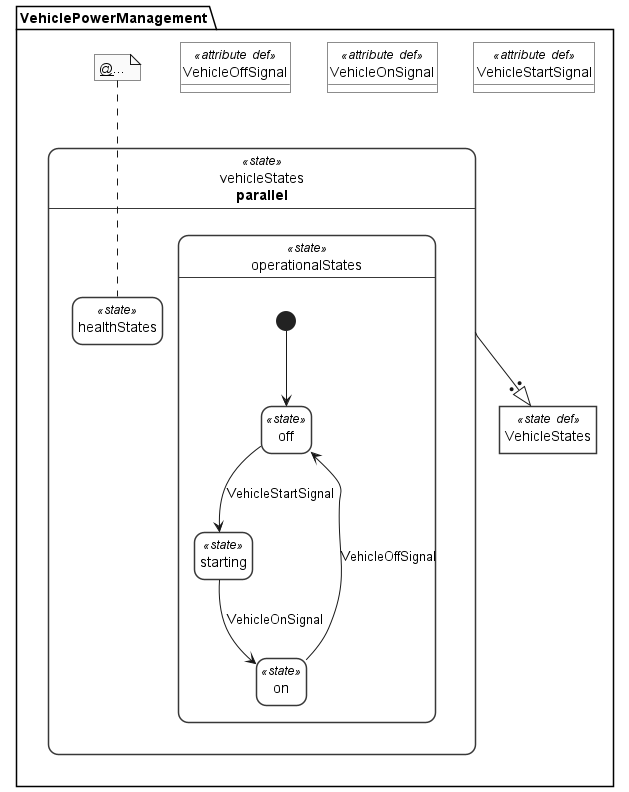 VehiclePowerManagement
@...
«attribute def»
VehicleOffSignal
«attribute def»
VehicleOnSignal
«attribute def»
VehicleStartSignal
«state»
vehicleStates
parallel
«state»
operationalStates
«state»
healthStates
«state»
off
«state def»
VehicleStates
VehicleStartSignal
«state»
starting
VehicleOffSignal
VehicleOnSignal
«state»
on